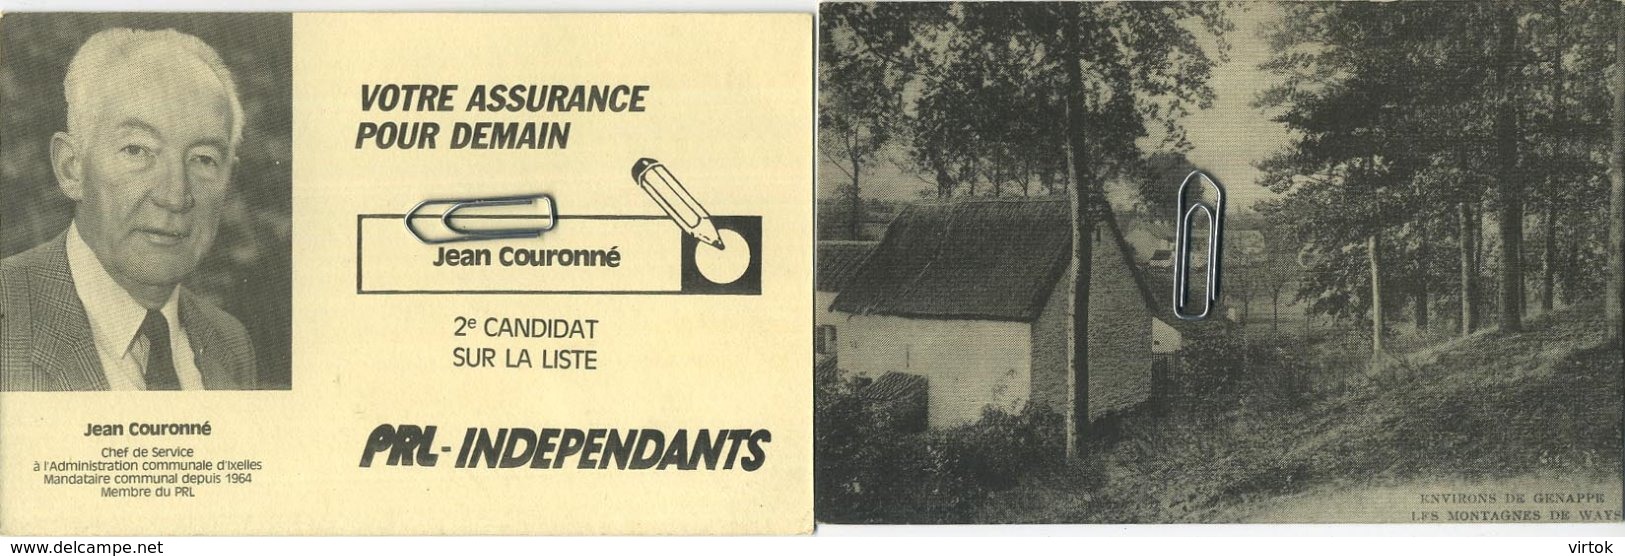 VOTRE ASSURANCE
POUR DEMAIN
Jean Couronné
2e CANDIDAT
SUR LA LISTE
PRL-INDEPENDANTS
Jean Couronné
Chef de Service
à l'Administration communale d'Ixelles
Mandataire communal depuis 1964
Membre du PRL
ENVIRONS DE GENAPPE
LES MONTAGNES DE WAYS
© www.delcampe.net
virtok